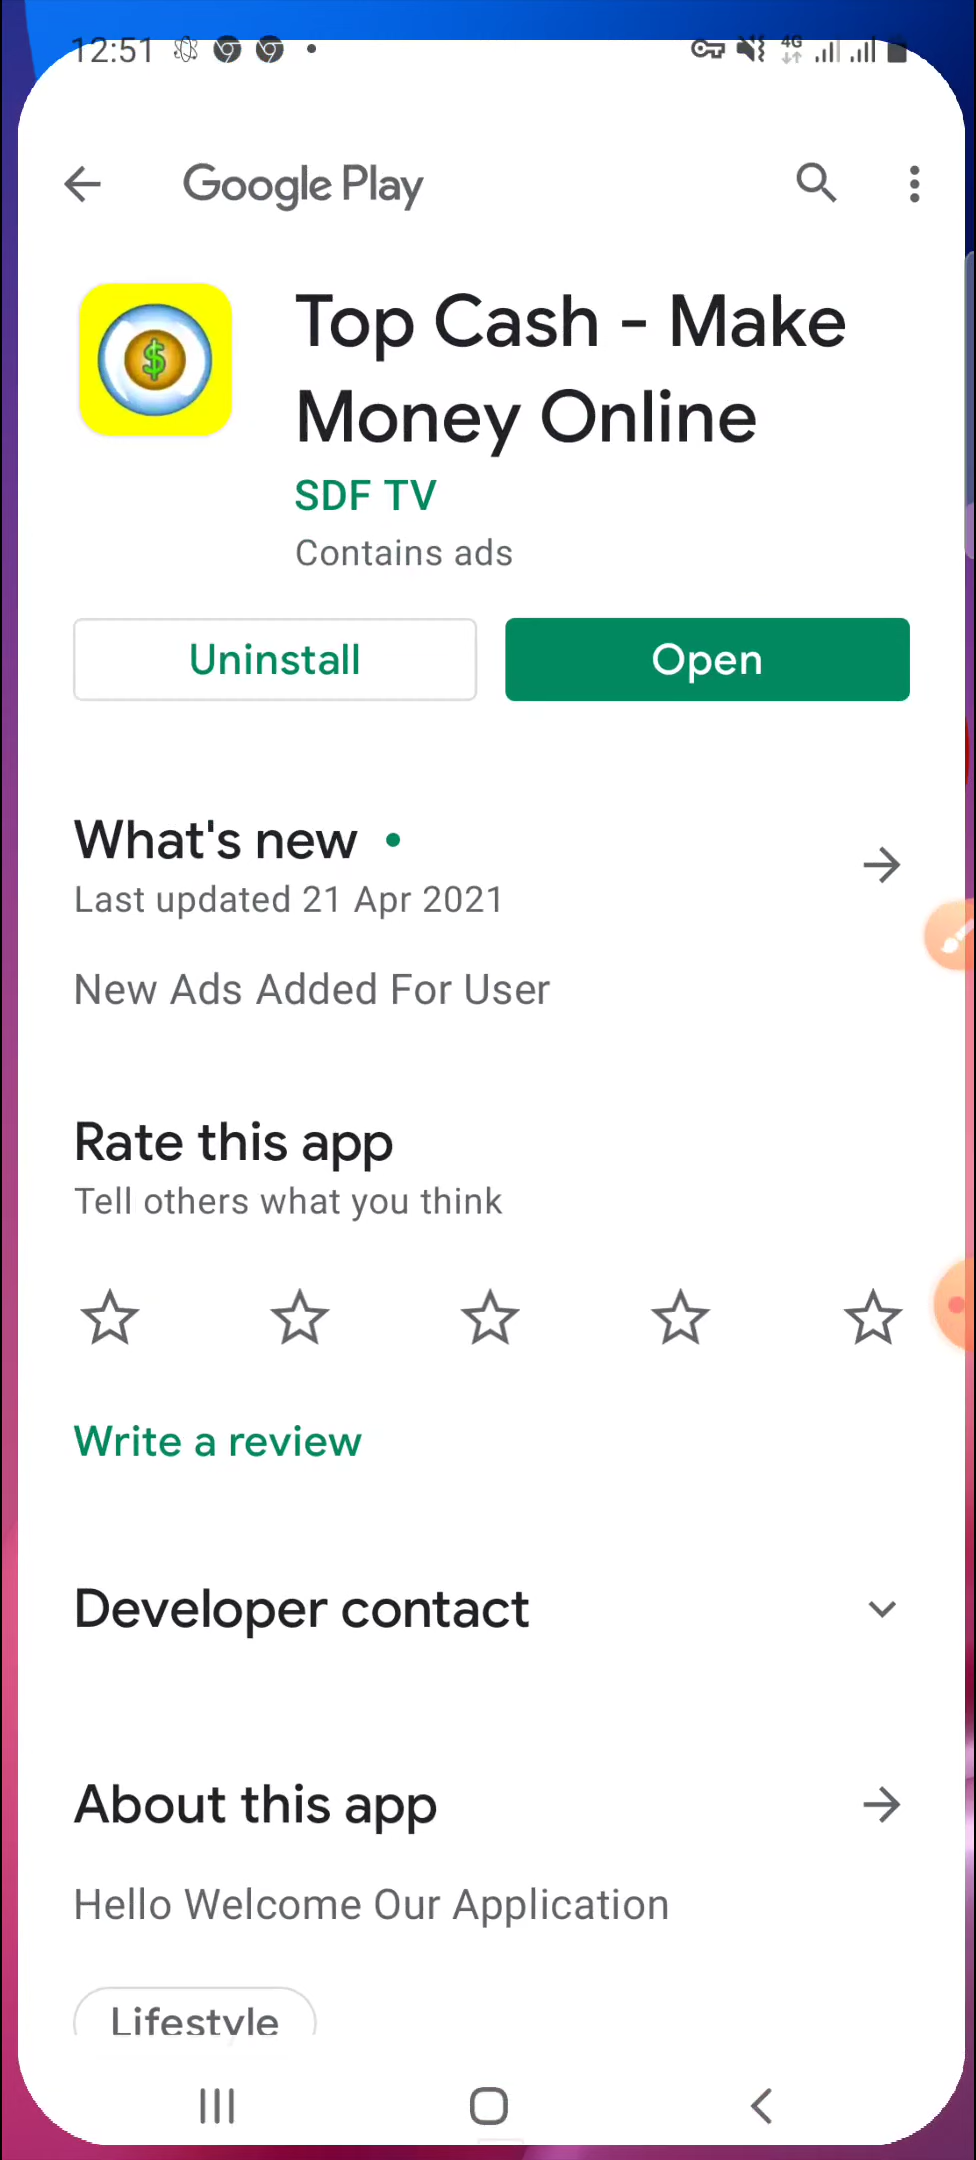 12:51
4G
Google Play
Top Cash - Make
Money Online
SDF TV
Contains ads
Uninstall
Open
What's new
Last updated 21 Apr 2021
New Ads Added For User
Rate this app
Tell others what you think
Write a review
Developer contact
About this app
Hello Welcome Our Application
Lifestyle